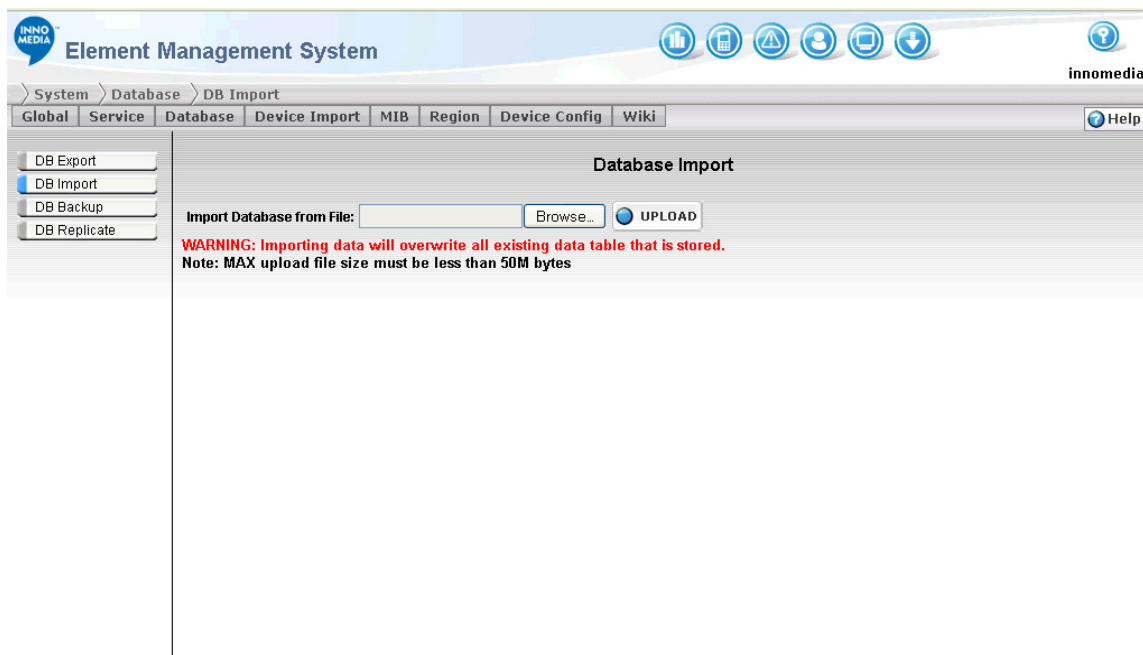 INNO
MEDIA
™
Element Management System
innomedia
System Database DB Import
Global Service Database Device Import MIB Region Device Config Wiki
Help
DB Export
DB Import
DB Backup
DB Replicate
Database Import
Import Database from File: Browse... UPLOAD
WARNING: Importing data will overwrite all existing data table that is stored.
Note: MAX upload file size must be less than 50M bytes